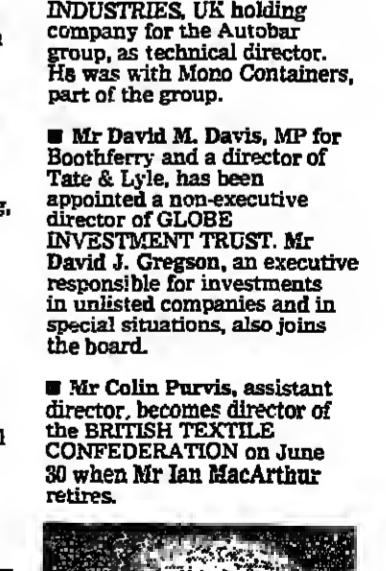 INDUSTRIES, UK holding
company for the Autobar
group, as technical director.
He was with Mono Containers,
part of the group.
■ Mr David M. Davis, MP for
Boothferry and a director of
Tate & Lyle, has been
appointed a non-executive
director of GLOBE
INVESTMENT TRUST. Mr
David J. Gregson, an executive
responsible for investments
in unlisted companies and in
special situations, also joins
the board.
■ Mr Colin Purvis, assistant
director, becomes director of
the BRITISH TEXTILE
CONFEDERATION on June
30 when Mr Ian MacArthur
retires.